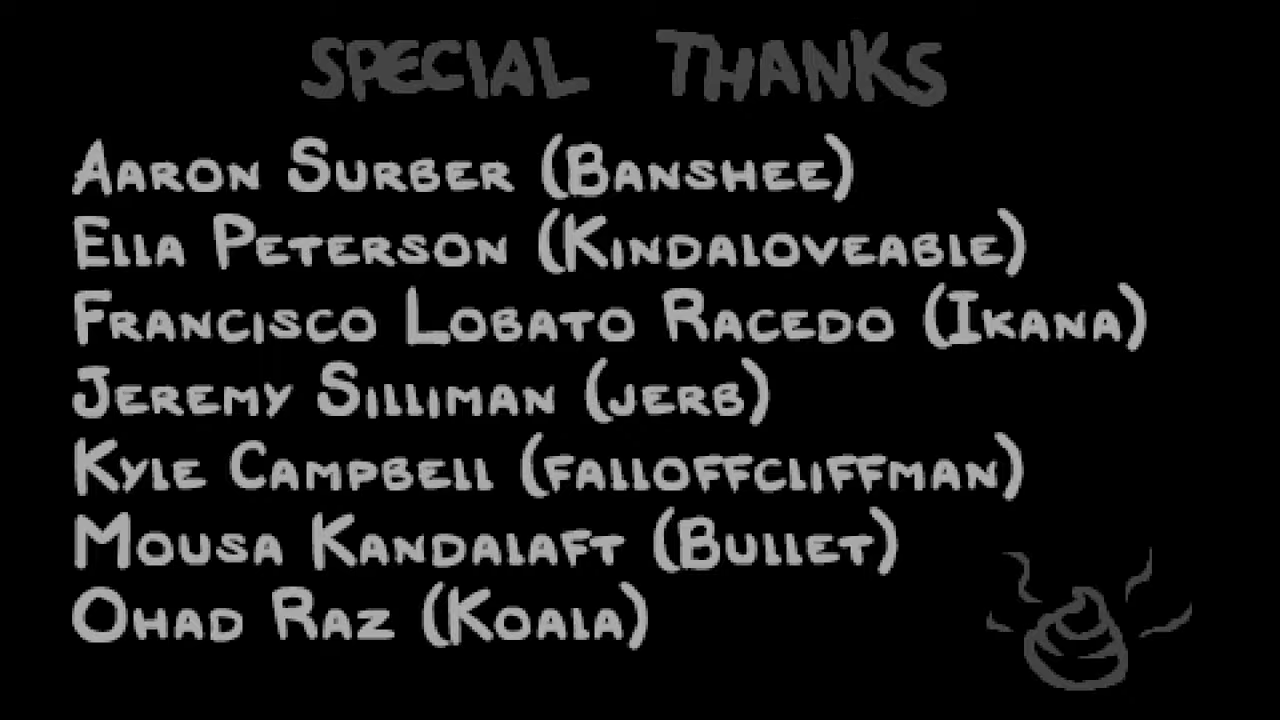 SPECIAL THANKS
Aaron Surber (Banshee)
Ella Peterson (Kindaloveable)
Francisco Lobato Racedo (Ikana)
Jeremy Silliman (jerb)
Kyle Campbell (falloffcliffman)
Mousa Kandalaft (Bullet)
Ohad Raz (Koala)